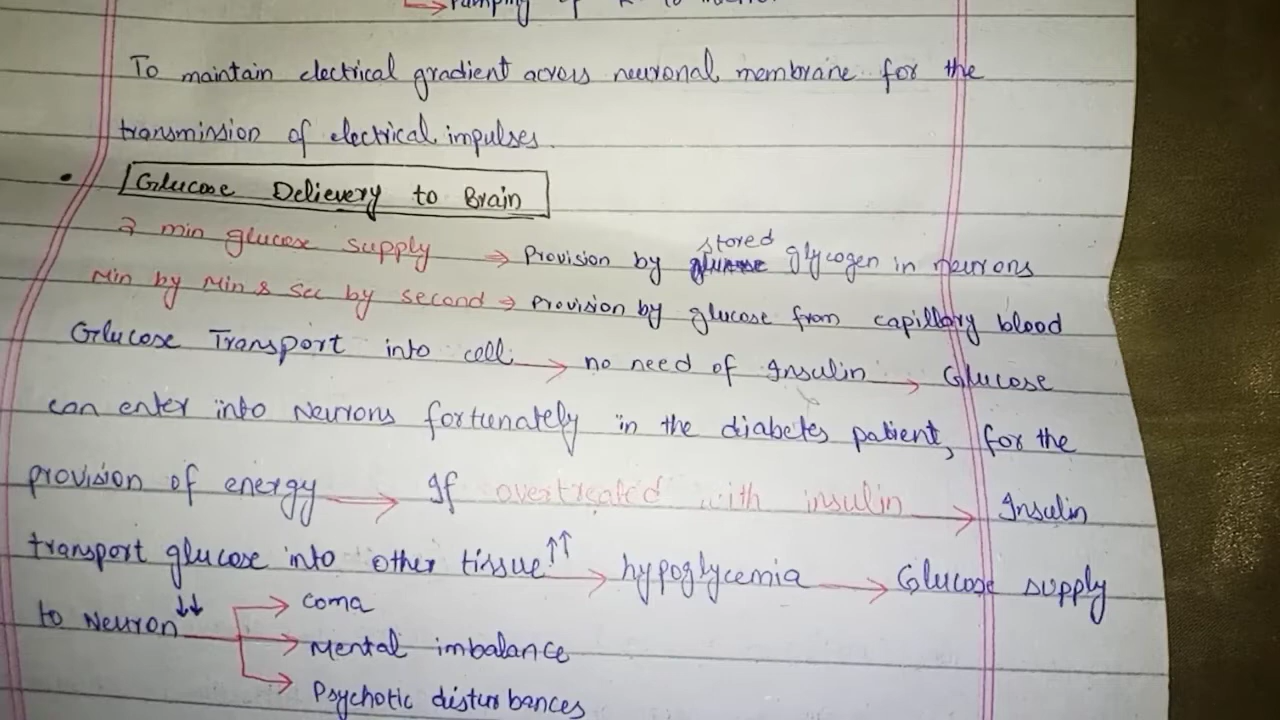 To maintain electrical gradient across neuronal membrane for the
transmission of electrical impulses.
• Glucose Delievery to Brain
2 min glucose supply ⇒ Provision by stored glycogen in neurons
Min by Min & Sec by second → provision by glucose from capillary blood
Glucose Transport into cell → no need of Insulin → Glucose
can enter into Neurons fortunately in the diabetes patient, for the
provision of energy → If overtreated with insulin → Insulin
transport glucose into other tissue ↑↑ → hypoglycemia → Glucose supply
to Neuron ↓↓ → Coma
→ Mental imbalance
→ Psychotic disturbances